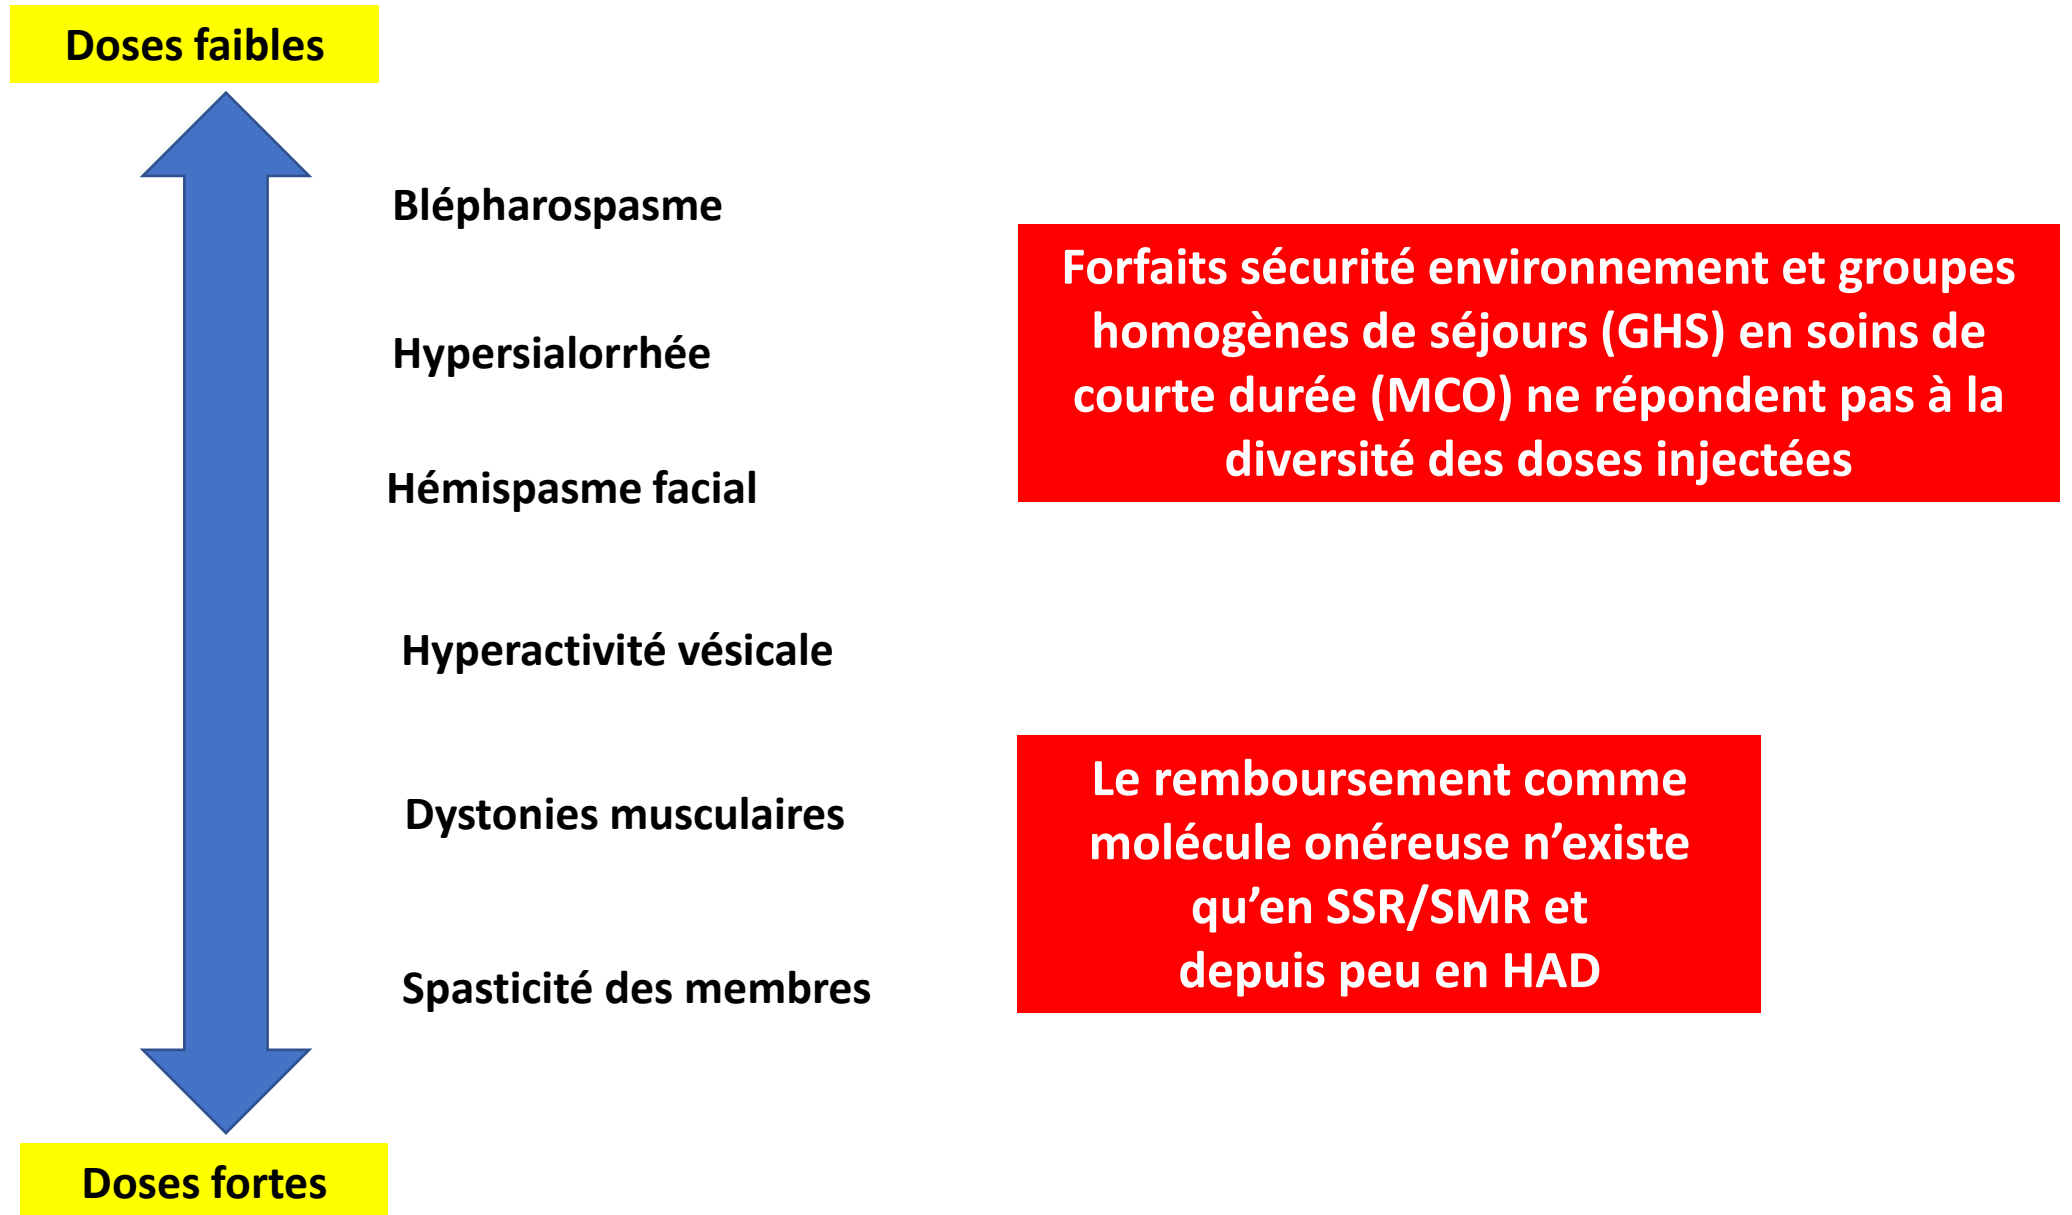 Doses faibles
Blépharospasme
Hypersialorrhée
Hémispasme facial
Hyperactivité vésicale
Dystonies musculaires
Spasticité des membres
Doses fortes
Forfaits sécurité environnement et groupes
homogènes de séjours (GHS) en soins de
courte durée (MCO) ne répondent pas à la
diversité des doses injectées
Le remboursement comme
molécule onéreuse n’existe
qu’en SSR/SMR et
depuis peu en HAD